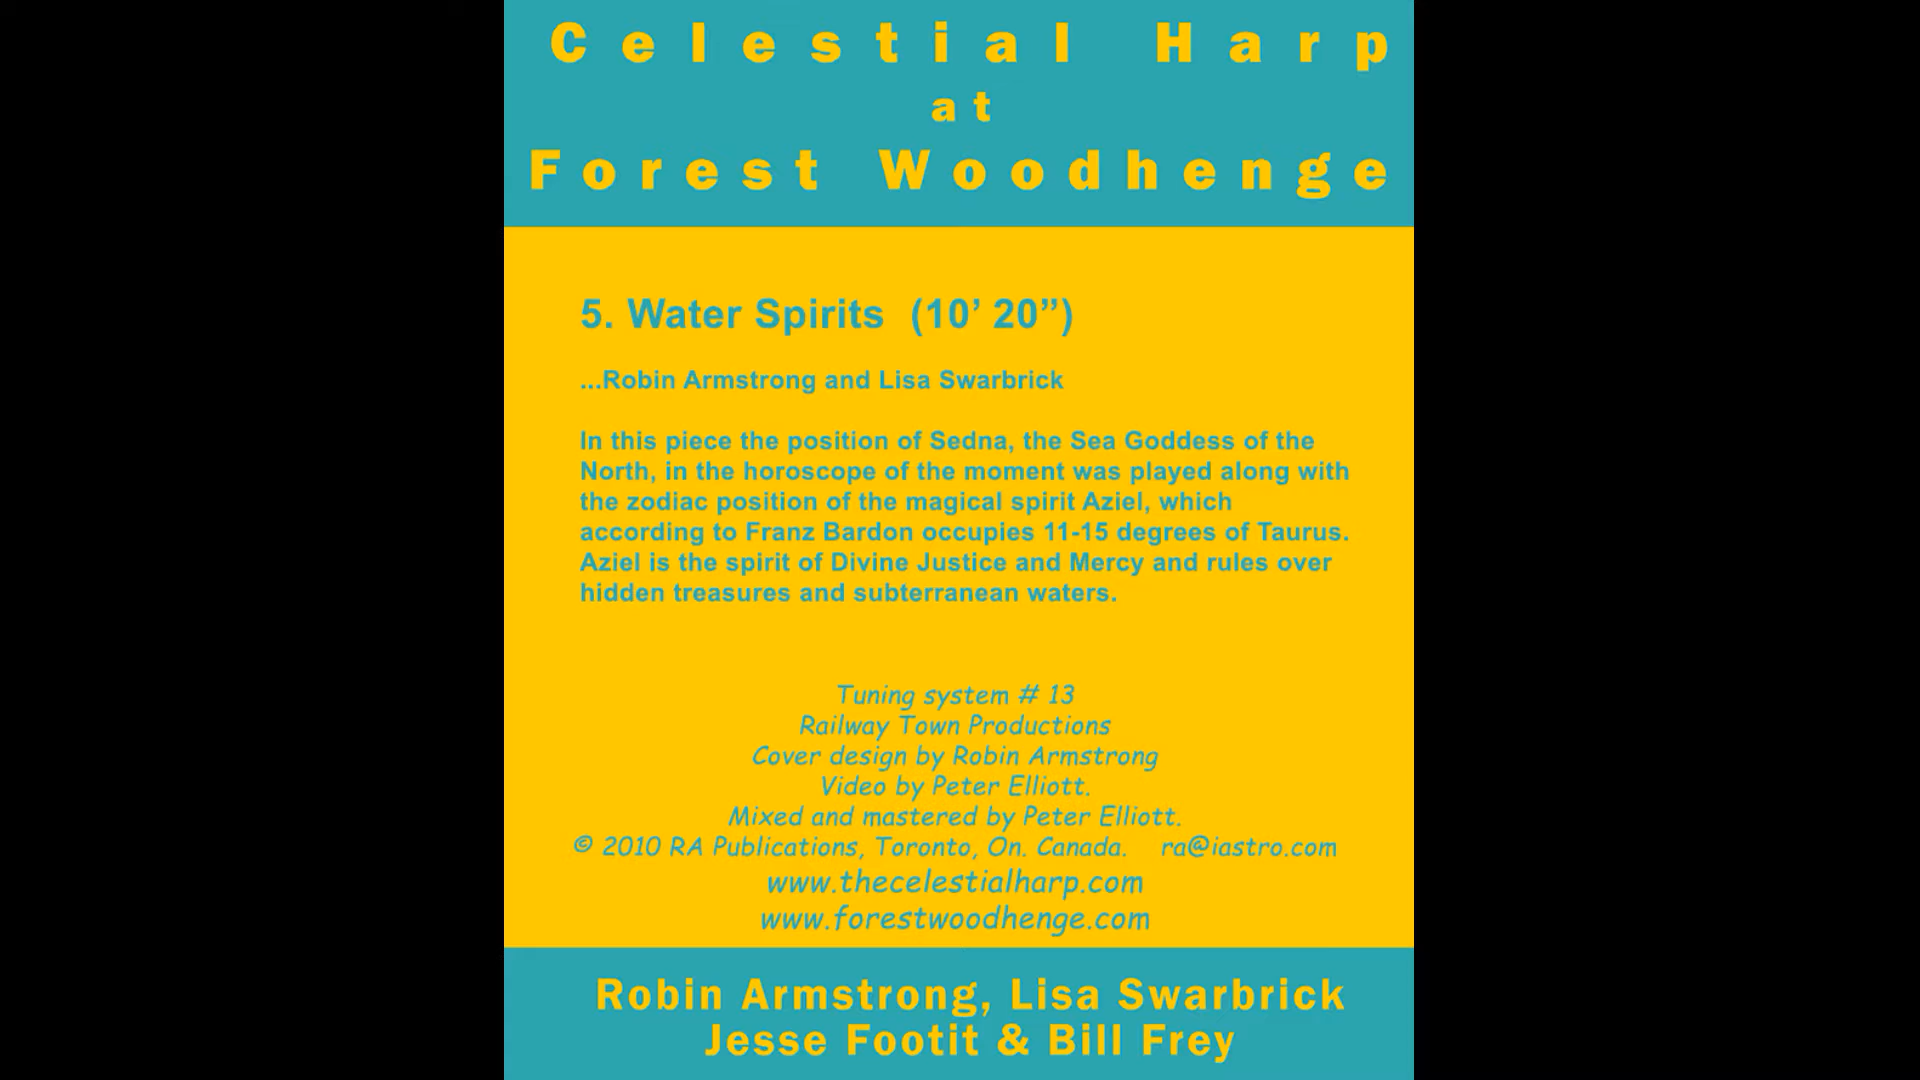 Celestial Harp
at
Forest Woodhenge
5. Water Spirits (10’ 20”)
...Robin Armstrong and Lisa Swarbrick
In this piece the position of Sedna, the Sea Goddess of the
North, in the horoscope of the moment was played along with
the zodiac position of the magical spirit Aziel, which
according to Franz Bardon occupies 11-15 degrees of Taurus.
Aziel is the spirit of Divine Justice and Mercy and rules over
hidden treasures and subterranean waters.
Tuning system # 13
Railway Town Productions
Cover design by Robin Armstrong
Video by Peter Elliott.
Mixed and mastered by Peter Elliott.
© 2010 RA Publications, Toronto, On. Canada. ra@iastro.com
www.thecelestialharp.com
www.forestwoodhenge.com
Robin Armstrong, Lisa Swarbrick
Jesse Footit & Bill Frey